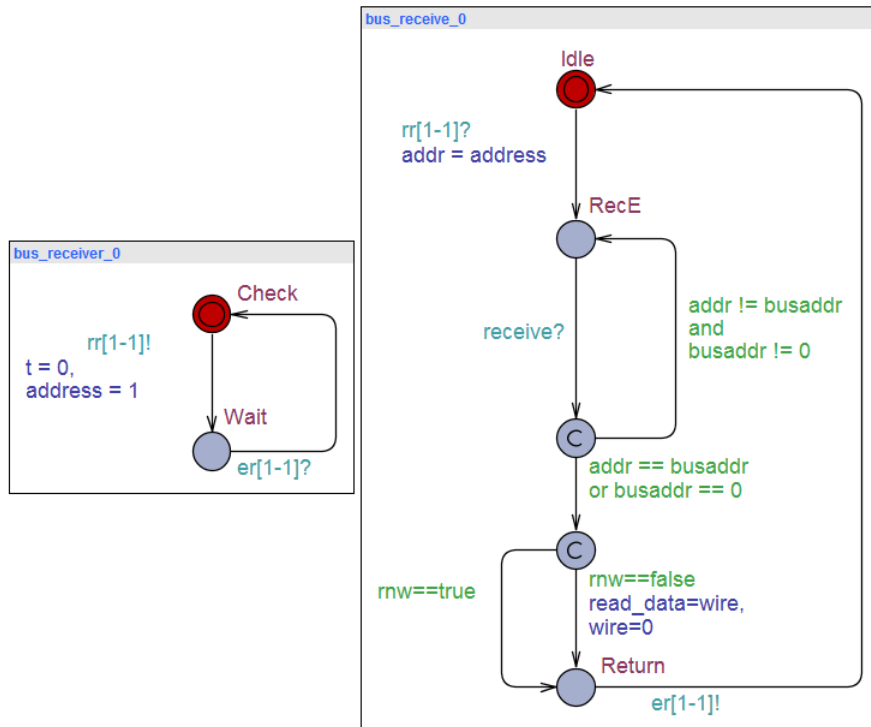 bus_receiver_0
Check
rr[1-1]!
t = 0,
address = 1
Wait
er[1-1]?
bus_receive_0
Idle
rr[1-1]?
addr = address
RecE
receive?
addr != busaddr
and
busaddr != 0
C
addr == busaddr
or busaddr == 0
C
rnw==true
rnw==false
read_data=wire,
wire=0
Return
er[1-1]!